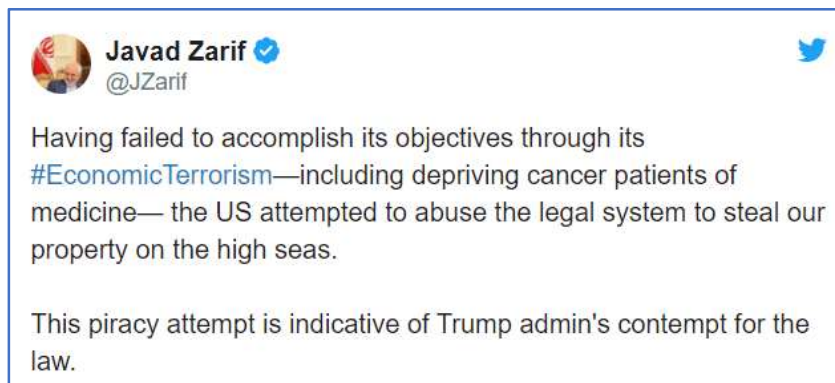 Javad Zarif
@JZarif
Having failed to accomplish its objectives through its
#EconomicTerrorism—including depriving cancer patients of
medicine— the US attempted to abuse the legal system to steal our
property on the high seas.
This piracy attempt is indicative of Trump admin's contempt for the
law.